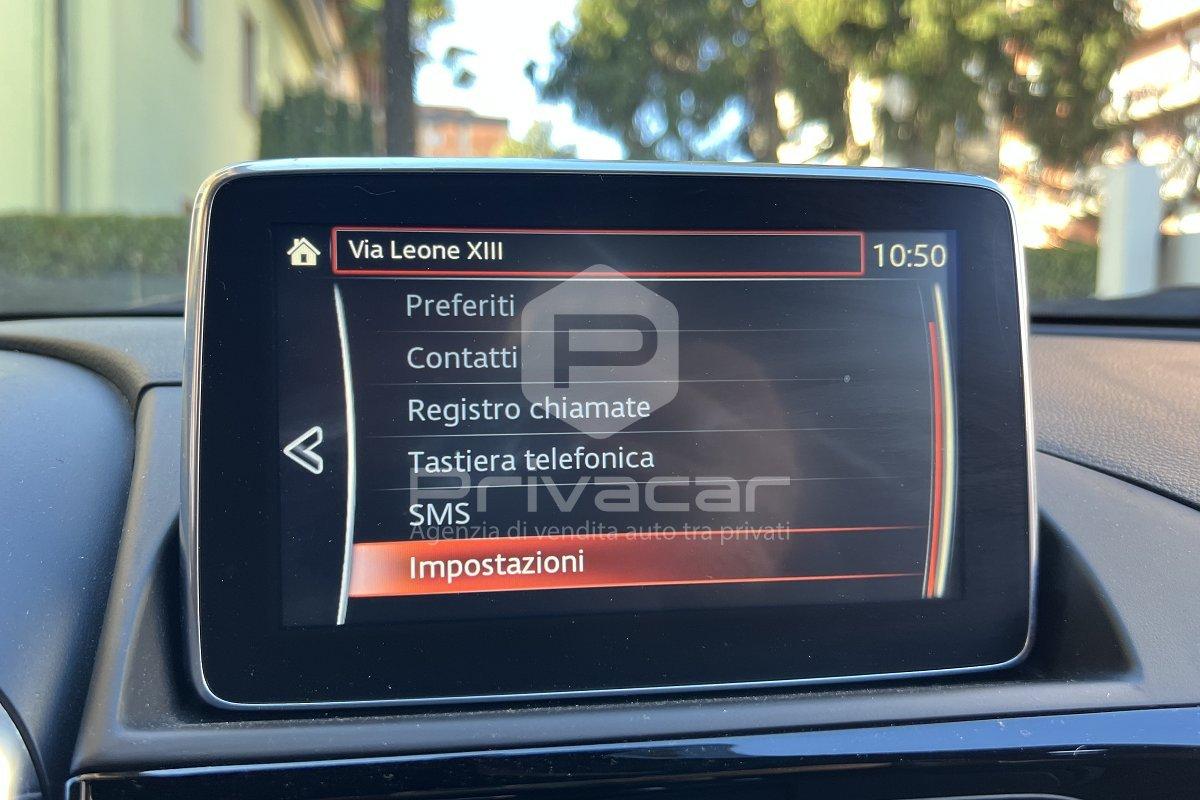 Via Leone XIII
10:50
Preferiti
Contatti
Registro chiamate
Tastiera telefonica
Privacar
SMS
Agenzia di vendita auto tra privati
Impostazioni